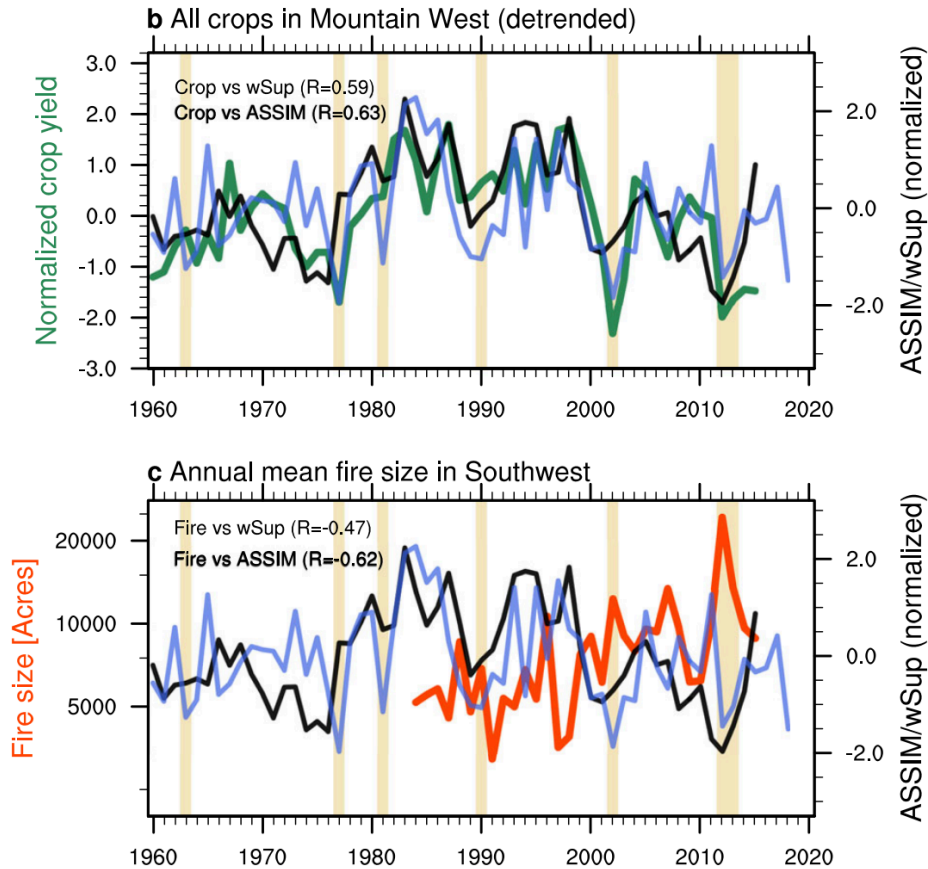 b All crops in Mountain West (detrended)
Normalized crop yield
3.0
2.0
1.0
0.0
-1.0
-2.0
-3.0
Crop vs wSup (R=0.59)
Crop vs ASSIM (R=0.63)
2.0
0.0
-2.0
ASSIM/wSup (normalized)
1960 1970 1980 1990 2000 2010 2020
c Annual mean fire size in Southwest
Fire size [Acres]
20000
10000
5000
Fire vs wSup (R=-0.47)
Fire vs ASSIM (R=-0.62)
2.0
0.0
-2.0
ASSIM/wSup (normalized)
1960 1970 1980 1990 2000 2010 2020